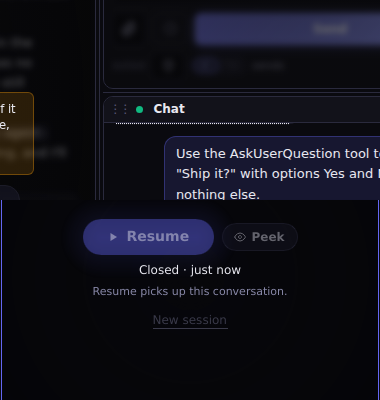 f it
e,
Chat
Use the AskUserQuestion tool t
"Ship it?" with options Yes and
nothing else.
Resume
Peek
Closed · just now
Resume picks up this conversation.
New session